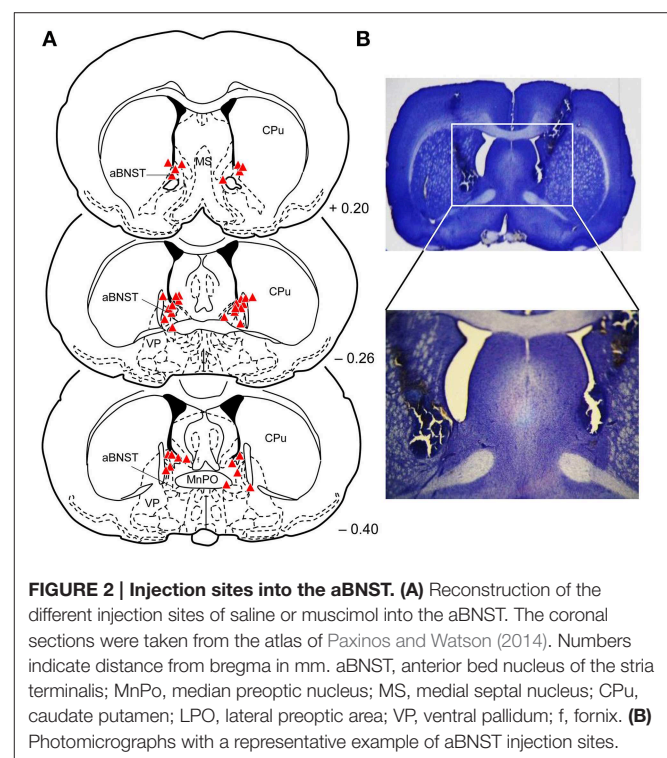 A
B
CPu
MS
aBNST
+ 0.20
aBNST
CPu
VP
– 0.26
CPu
aBNST
f
MnPO
VP
– 0.40
FIGURE 2 | Injection sites into the aBNST. (A) Reconstruction of the
different injection sites of saline or muscimol into the aBNST. The coronal
sections were taken from the atlas of Paxinos and Watson (2014). Numbers
indicate distance from bregma in mm. aBNST, anterior bed nucleus of the stria
terminalis; MnPo, median preoptic nucleus; MS, medial septal nucleus; CPu,
caudate putamen; LPO, lateral preoptic area; VP, ventral pallidum; f, fornix. (B)
Photomicrographs with a representative example of aBNST injection sites.